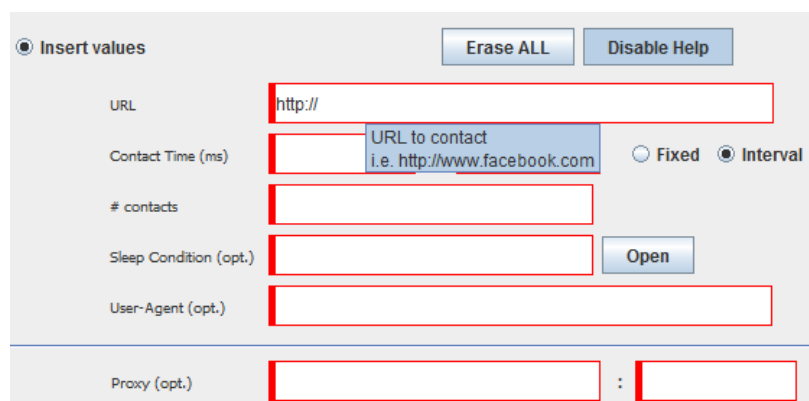 Insert values
Erase ALL
Disable Help
URL
http://
URL to contact
i.e. http://www.facebook.com
Contact Time (ms)
Fixed
Interval
# contacts
Sleep Condition (opt.)
Open
User-Agent (opt.)
Proxy (opt.)
: